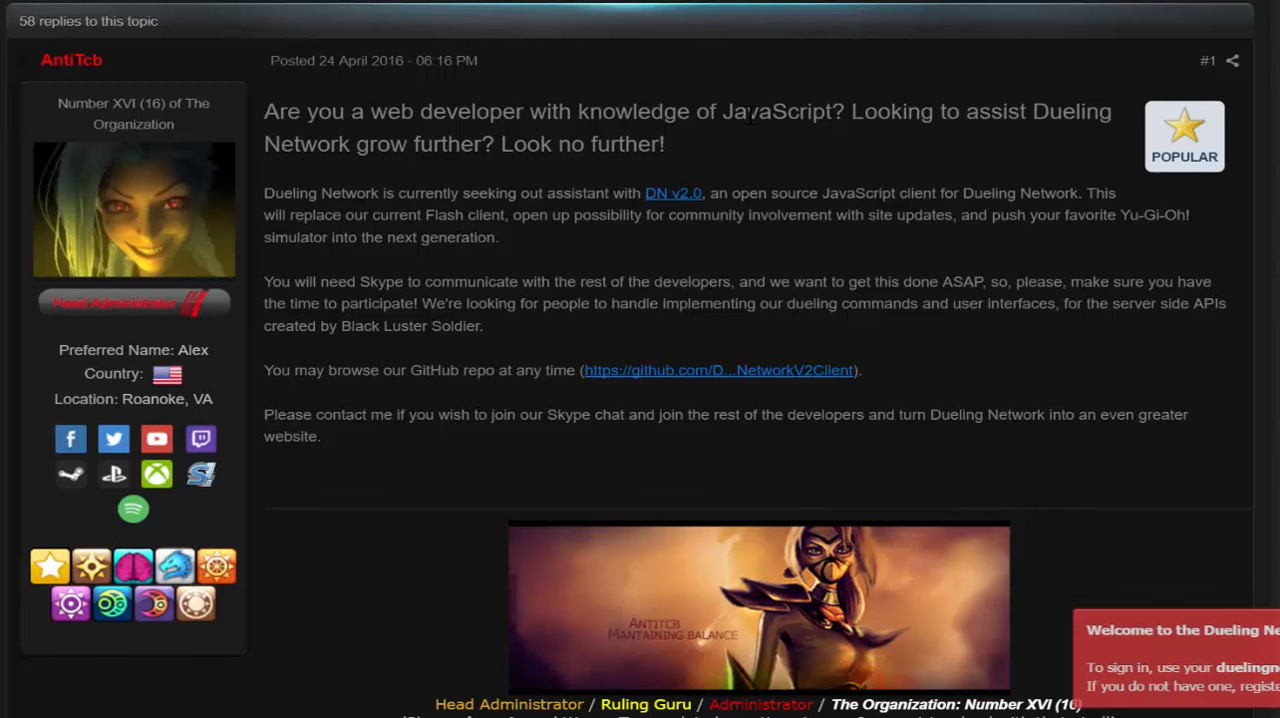 58 replies to this topic
AntiTcb
Posted 24 April 2016 - 06:16 PM
#1
Number XVI (16) of The
Organization
Head Administrator
Preferred Name: Alex
Country:
Location: Roanoke, VA
Are you a web developer with knowledge of JavaScript? Looking to assist Dueling
Network grow further? Look no further!
POPULAR
Dueling Network is currently seeking out assistant with DN v2.0, an open source JavaScript client for Dueling Network. This
will replace our current Flash client, open up possibility for community involvement with site updates, and push your favorite Yu-Gi-Oh!
simulator into the next generation.
You will need Skype to communicate with the rest of the developers, and we want to get this done ASAP, so, please, make sure you have
the time to participate! We're looking for people to handle implementing our dueling commands and user interfaces, for the server side APIs
created by Black Luster Soldier.
You may browse our GitHub repo at any time (https://github.com/D...NetworkV2Client).
Please contact me if you wish to join our Skype chat and join the rest of the developers and turn Dueling Network into an even greater
website.
ANTITCB
MANTAINING BALANCE
Head Administrator / Ruling Guru / Administrator / The Organization: Number XVI (16)
Welcome to the Dueling Ne
To sign in, use your duelingn
If you do not have one, registe